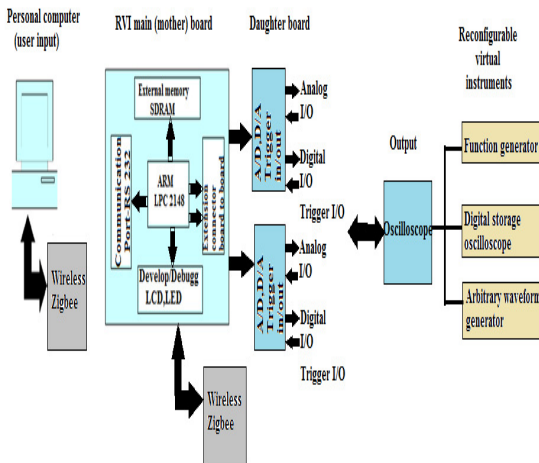 Personal computer
(user input)
RVI main (mother) board
Daughter board
Reconfigurable
virtual
instruments
External memory
SDRAM
Communication
Port RS 232
ARM
LPC 2148
Extension
connector
board to board
Develop/Debugg
LCD,LED
A/D,D/A
Trigger
in/out
Analog
I/O
Digital
I/O
Trigger I/O
A/D,D/A
Trigger
in/out
Analog
I/O
Digital
I/O
Trigger I/O
Output
Oscilloscope
Function generator
Digital storage
oscilloscope
Arbitrary waveform
generator
Wireless
Zigbee
Wireless
Zigbee